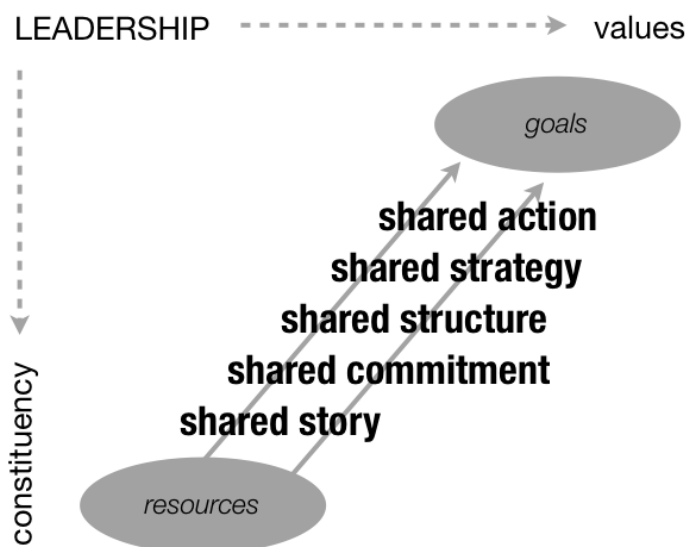 LEADERSHIP values
goals
shared action
shared strategy
shared structure
shared commitment
shared story
constituency
resources